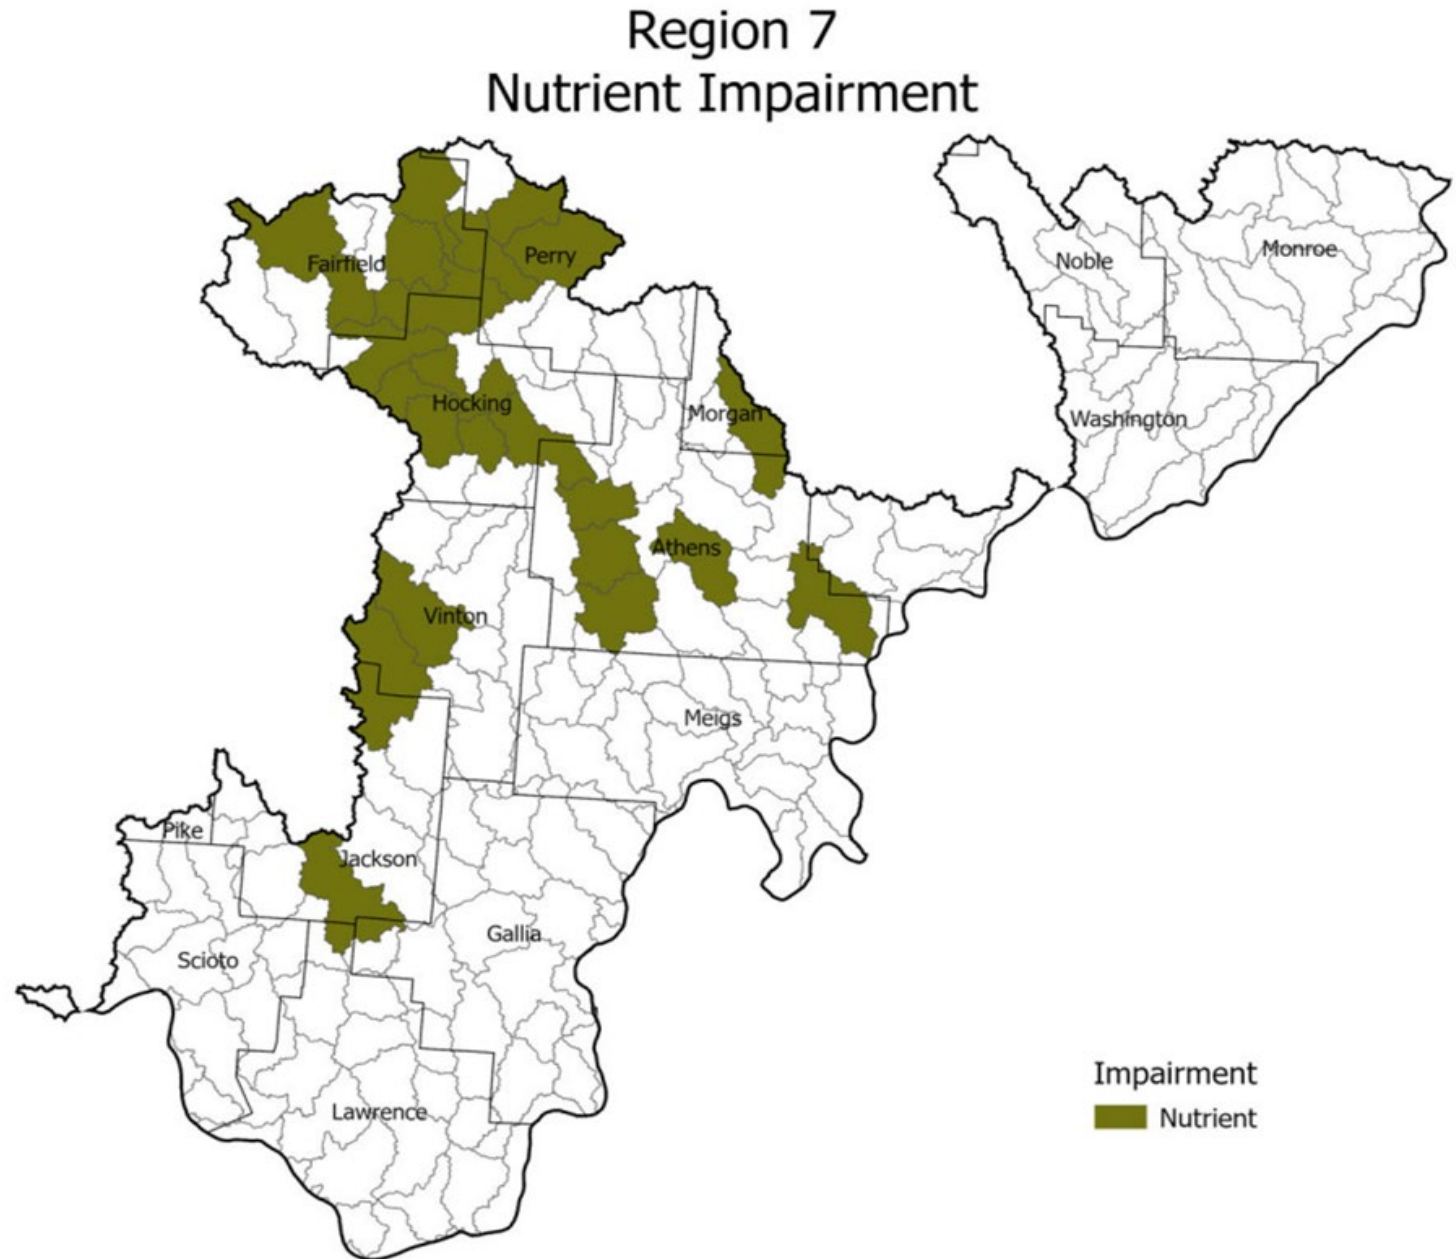 Region 7
Nutrient Impairment
Fairfield
Perry
Noble
Monroe
Hocking
Morgan
Washington
Athens
Vinton
Meigs
Pike
Jackson
Gallia
Scioto
Lawrence
Impairment
Nutrient